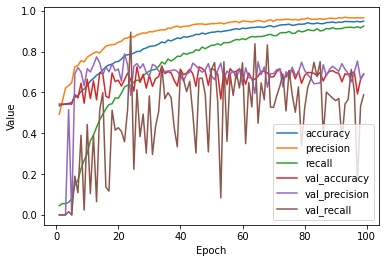 1.0
0.8
0.6
0.4
0.2
0.0
Value
0
20
40
60
80
100
Epoch
accuracy
precision
recall
val_accuracy
val_precision
val_recall